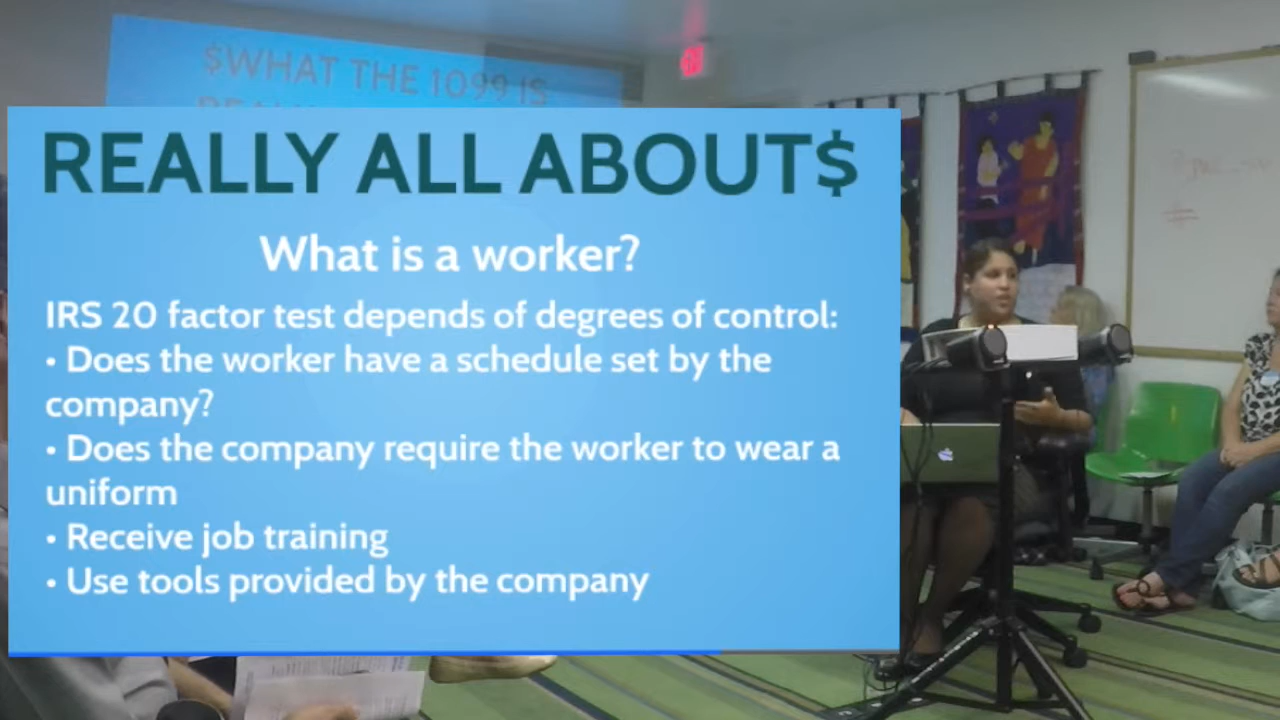 $WHAT THE 1099 IS
REALLY ALL ABOUT$
What is a worker?
IRS 20 factor test depends of degrees of control:
• Does the worker have a schedule set by the
company?
• Does the company require the worker to wear a
uniform
• Receive job training
• Use tools provided by the company